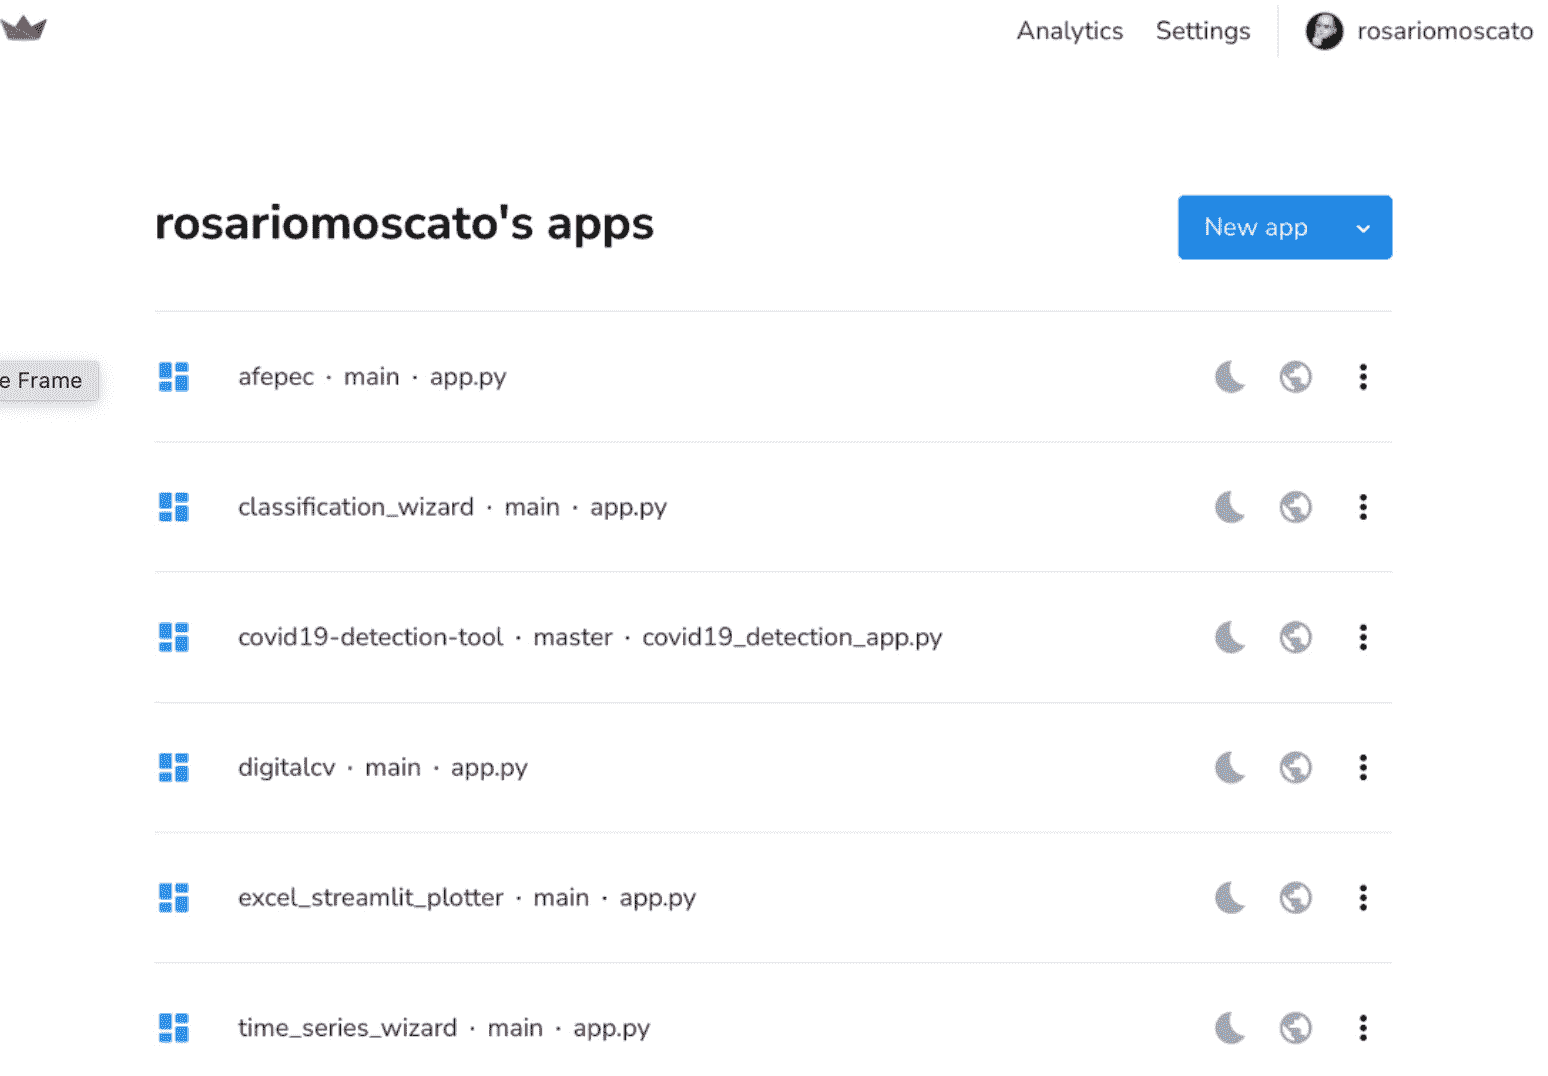 Analytics Settings rosariomoscato
rosariomoscato's apps New app
e Frame
afepec · main · app.py
classification_wizard · main · app.py
covid19-detection-tool · master · covid19_detection_app.py
digitalcv · main · app.py
excel_streamlit_plotter · main · app.py
time_series_wizard · main · app.py